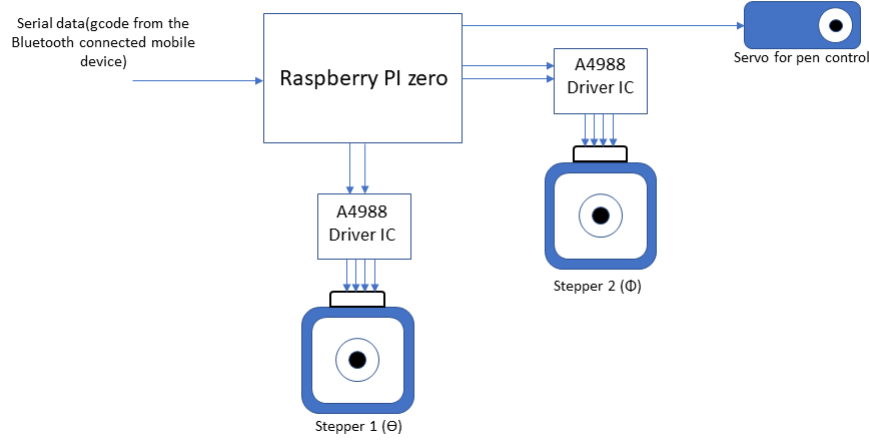 Serial data(gcode from the
Bluetooth connected mobile
device)
Raspberry PI zero
A4988
Driver IC
Servo for pen control
A4988
Driver IC
Stepper 2 (Φ)
Stepper 1 (Ѳ)